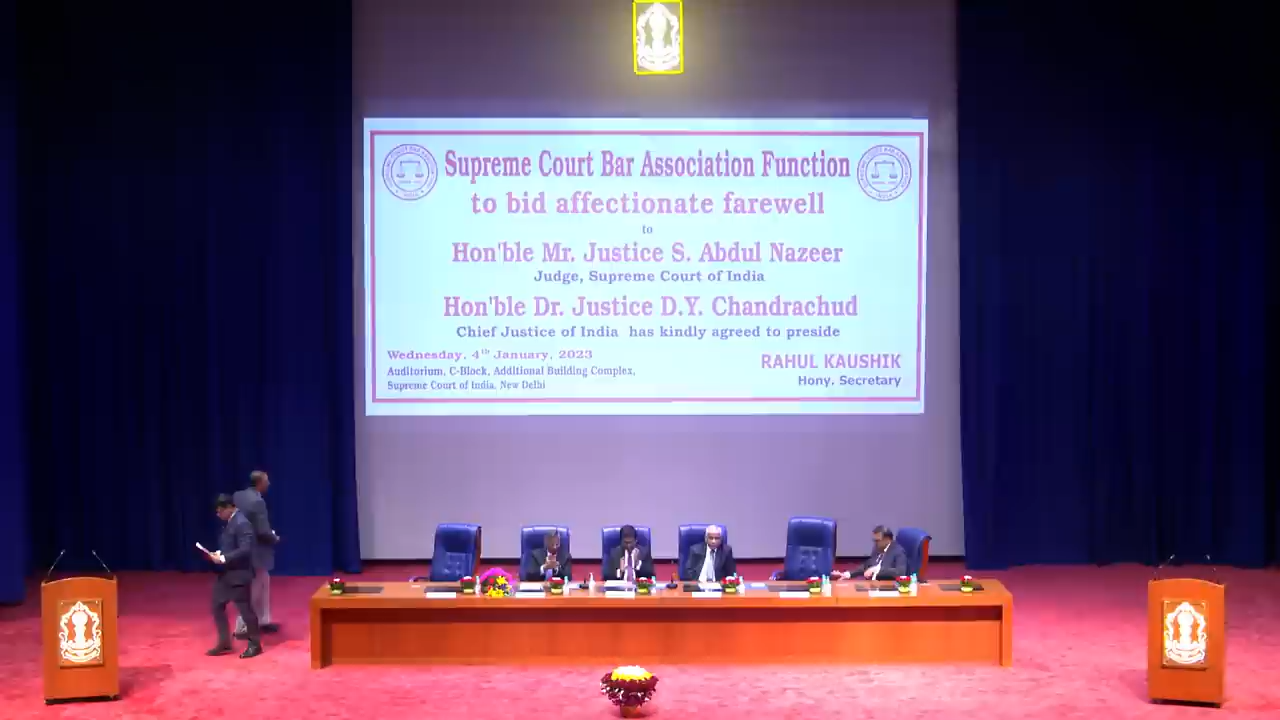 Supreme Court Bar Association Function
to bid affectionate farewell
to
Hon'ble Mr. Justice S. Abdul Nazeer
Judge, Supreme Court of India
Hon'ble Dr. Justice D.Y. Chandrachud
Chief Justice of India has kindly agreed to preside
Wednesday, 4th January, 2023
Auditorium, C-Block, Additional Building Complex,
Supreme Court of India, New Delhi
RAHUL KAUSHIK
Hony. Secretary